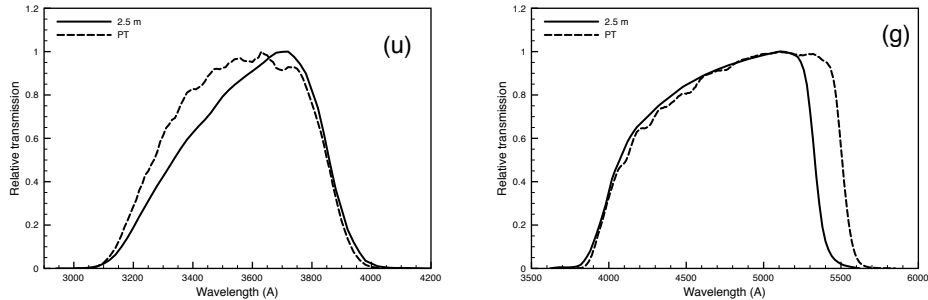 2.5 m
PT
(u)
Relative transmission
1.2
1
0.8
0.6
0.4
0.2
0
3000 3200 3400 3600 3800 4000 4200
Wavelength (A)
2.5 m
PT
(g)
Relative transmission
1.2
1
0.8
0.6
0.4
0.2
0
3500 4000 4500 5000 5500 6000
Wavelength (A)